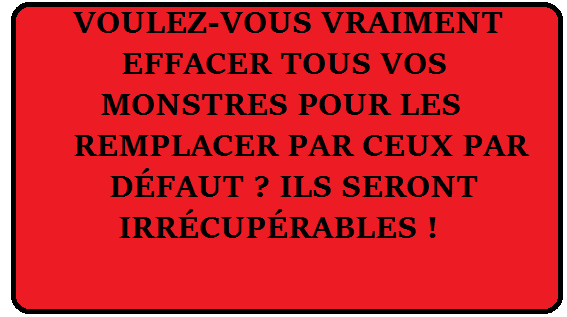 VOULEZ-VOUS VRAIMENT
EFFACER TOUS VOS
MONSTRES POUR LES
REMPLACER PAR CEUX PAR
DÉFAUT ? ILS SERONT
IRRÉCUPÉRABLES !